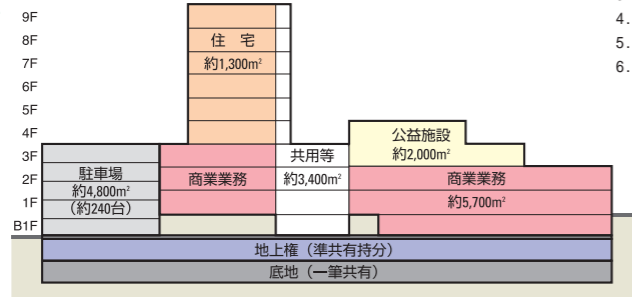 9F
8F
7F
6F
5F
4F
3F
2F
1F
B1F
住　宅
約1,300m²
公益施設
約2,000m²
共用等
約3,400m²
駐車場
約4,800m²
（約240台）
商業業務
商業業務
約5,700m²
地上権（準共有持分）
底地（一筆共有）
4.
5.
6.